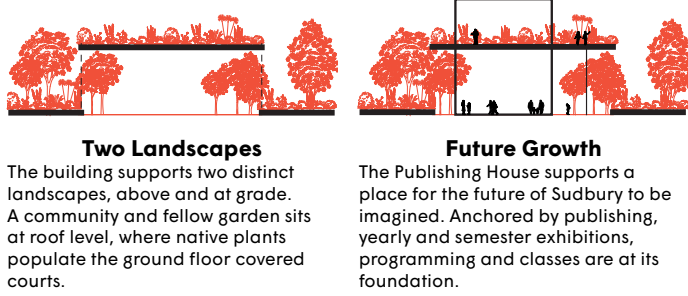 Two Landscapes
The building supports two distinct
landscapes, above and at grade.
A community and fellow garden sits
at roof level, where native plants
populate the ground floor covered
courts.
Future Growth
The Publishing House supports a
place for the future of Sudbury to be
imagined. Anchored by publishing,
yearly and semester exhibitions,
programming and classes are at its
foundation.